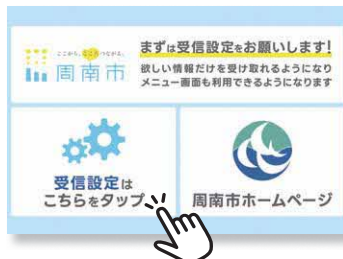 まずは受信設定をお願いします!
ここから、こころつながる。
周南市
欲しい情報だけを受け取れるようになり
メニュー画面も利用できるようになります
受信設定は
こちらをタップ
周南市ホームページ